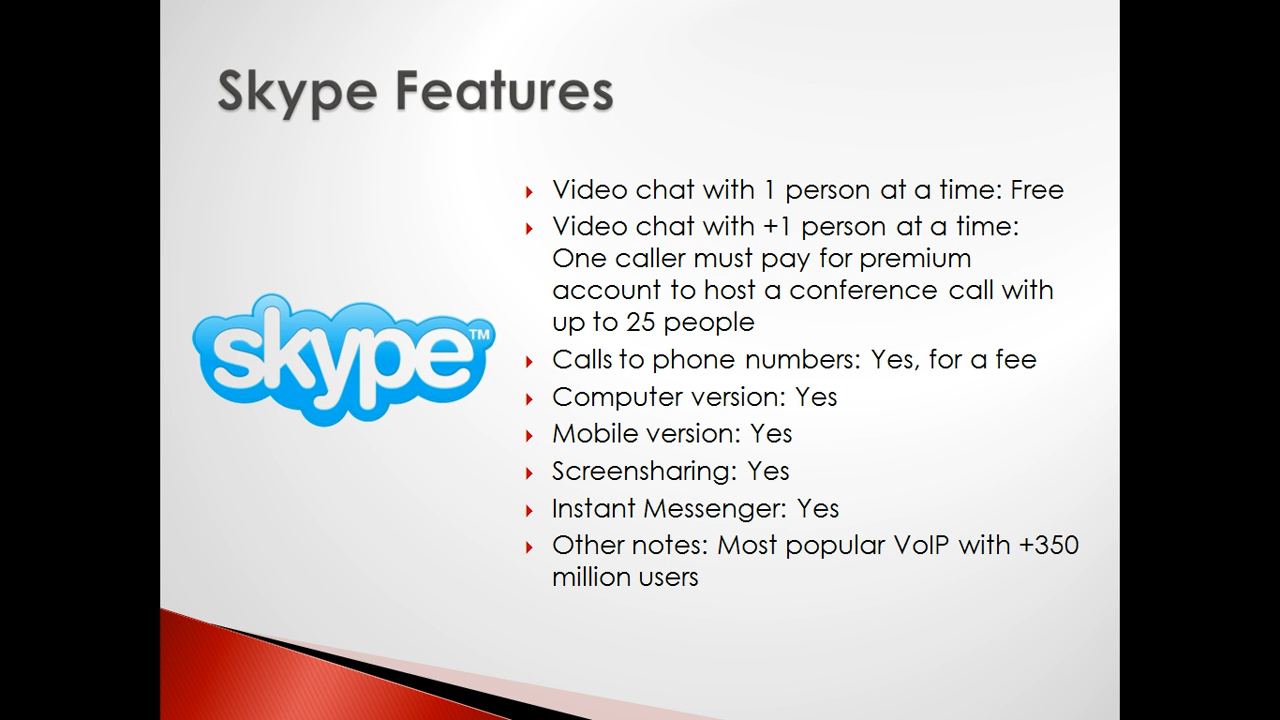 Skype Features
Video chat with 1 person at a time: Free
Video chat with +1 person at a time:
One caller must pay for premium
account to host a conference call with
up to 25 people
skype™
Calls to phone numbers: Yes, for a fee
Computer version: Yes
Mobile version: Yes
Screensharing: Yes
Instant Messenger: Yes
Other notes: Most popular VoIP with +350
million users